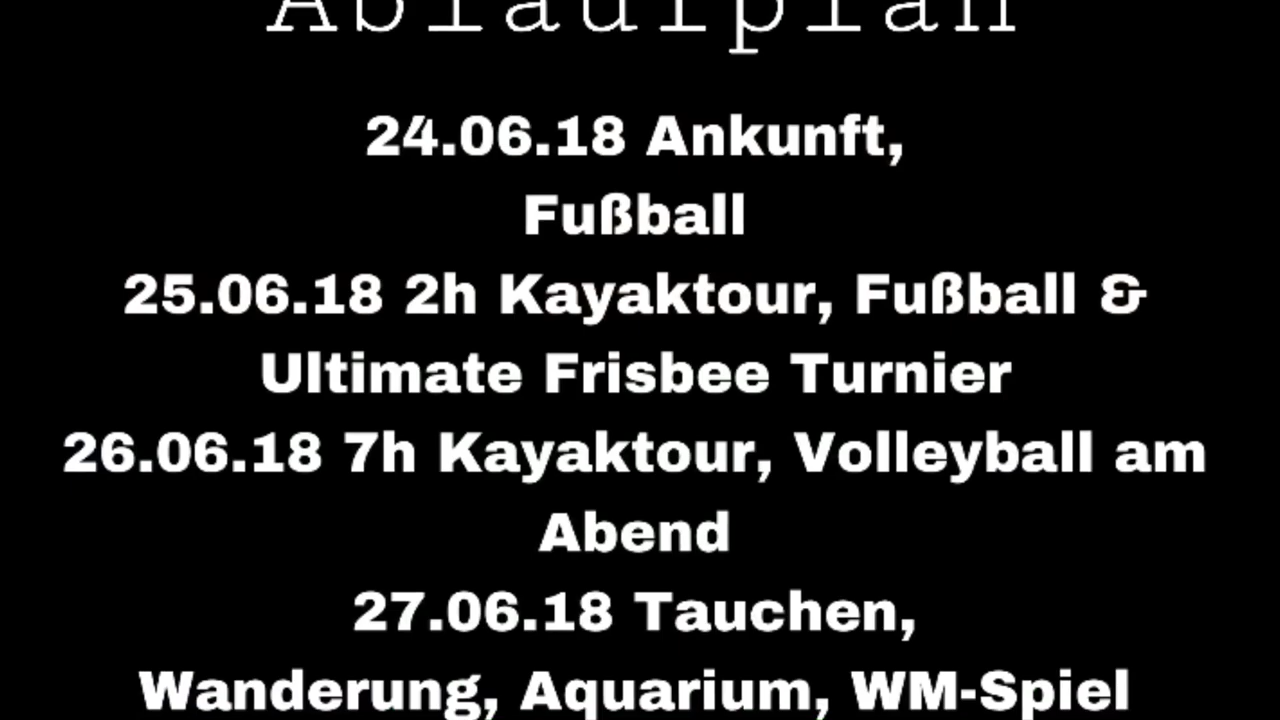 Ablaufplan
24.06.18 Ankunft,
Fußball
25.06.18 2h Kayaktour, Fußball &
Ultimate Frisbee Turnier
26.06.18 7h Kayaktour, Volleyball am
Abend
27.06.18 Tauchen,
Wanderung, Aquarium, WM-Spiel